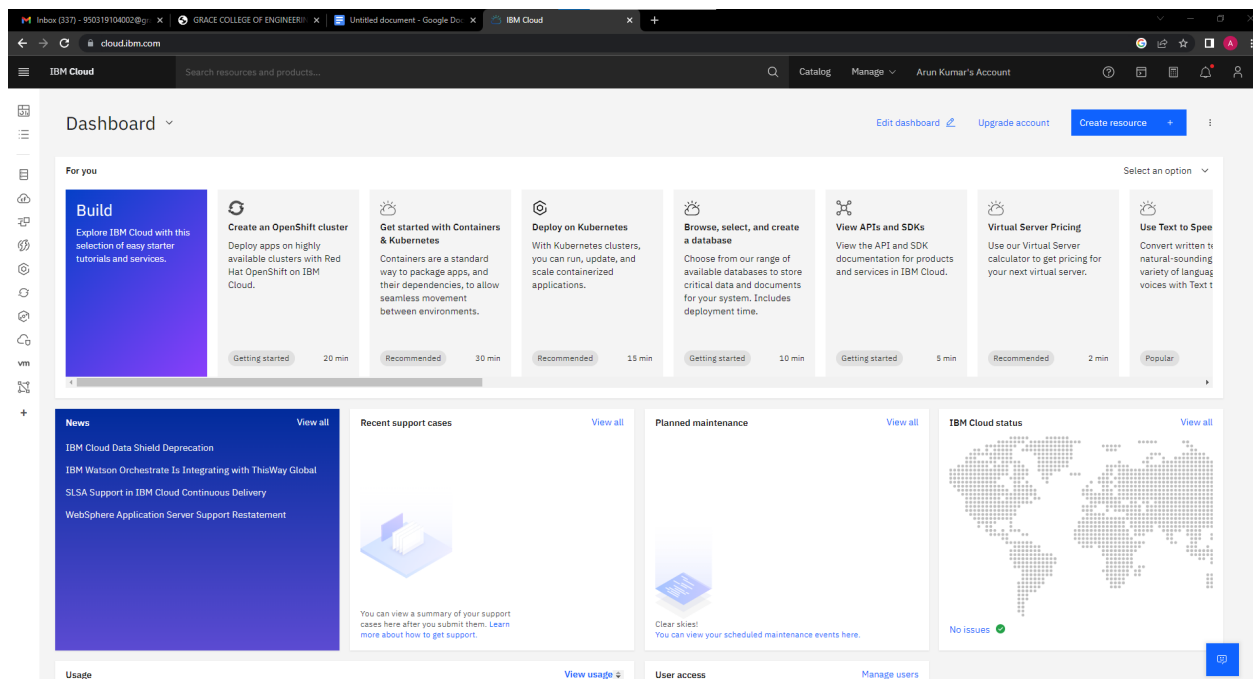 Inbox (337) - 950319104002@gr
GRACE COLLEGE OF ENGINEERIN
Untitled document - Google Doc
IBM Cloud
cloud.ibm.com
A
IBM Cloud
Search resources and products...
Catalog
Manage
Arun Kumar's Account
Dashboard
Edit dashboard
Upgrade account
Create resource +
For you
Select an option
Build
Explore IBM Cloud with this
selection of easy starter
tutorials and services.
Create an OpenShift cluster
Deploy apps on highly
available clusters with Red
Hat OpenShift on IBM
Cloud.
Getting started
20 min
Get started with Containers
& Kubernetes
Containers are a standard
way to package apps, and
their dependencies, to allow
seamless movement
between environments.
Recommended
30 min
Deploy on Kubernetes
With Kubernetes clusters,
you can run, update, and
scale containerized
applications.
Recommended
15 min
Browse, select, and create
a database
Choose from our range of
available databases to store
critical data and documents
for your system. Includes
deployment time.
Getting started
10 min
View APIs and SDKs
View the API and SDK
documentation for products
and services in IBM Cloud.
Getting started
5 min
Virtual Server Pricing
Use our Virtual Server
calculator to get pricing for
your next virtual server.
Recommended
2 min
Use Text to Spee
Convert written te
natural-sounding
variety of languag
voices with Text t
Popular
vm
News
View all
IBM Cloud Data Shield Deprecation
IBM Watson Orchestrate Is Integrating with ThisWay Global
SLSA Support in IBM Cloud Continuous Delivery
WebSphere Application Server Support Restatement
Recent support cases
View all
You can view a summary of your support
cases here after you submit them. Learn
more about how to get support.
Planned maintenance
View all
Clear skies!
You can view your scheduled maintenance events here.
IBM Cloud status
View all
No issues
Usage
View usage
User access
Manage users